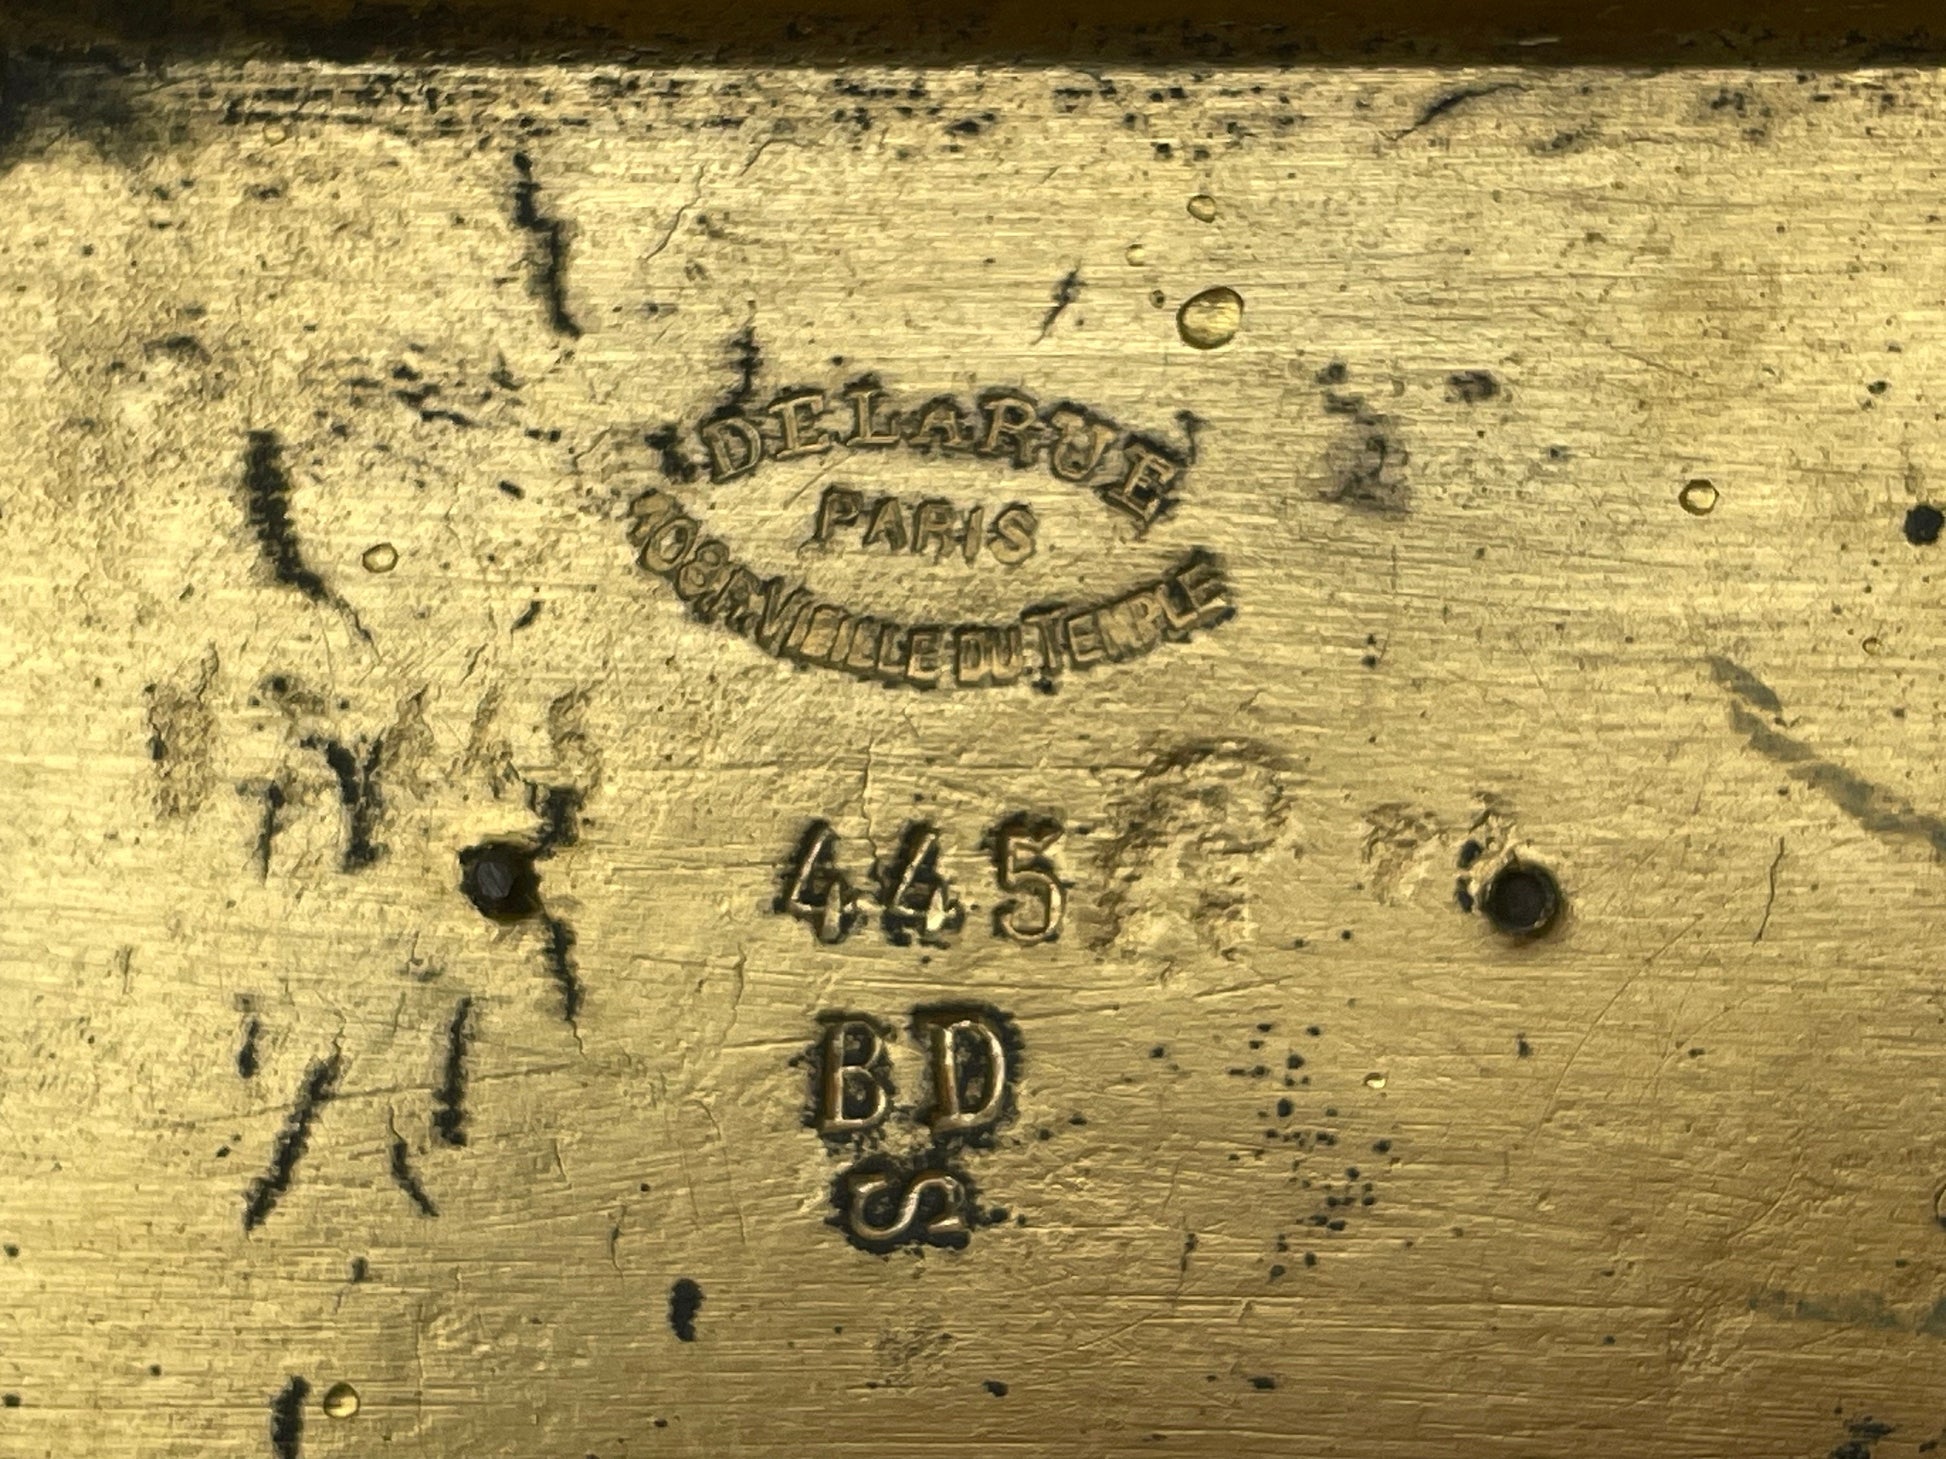 DELARUE
PARIS
108 R. VIEILLE DU TEMPLE
445
BD
S